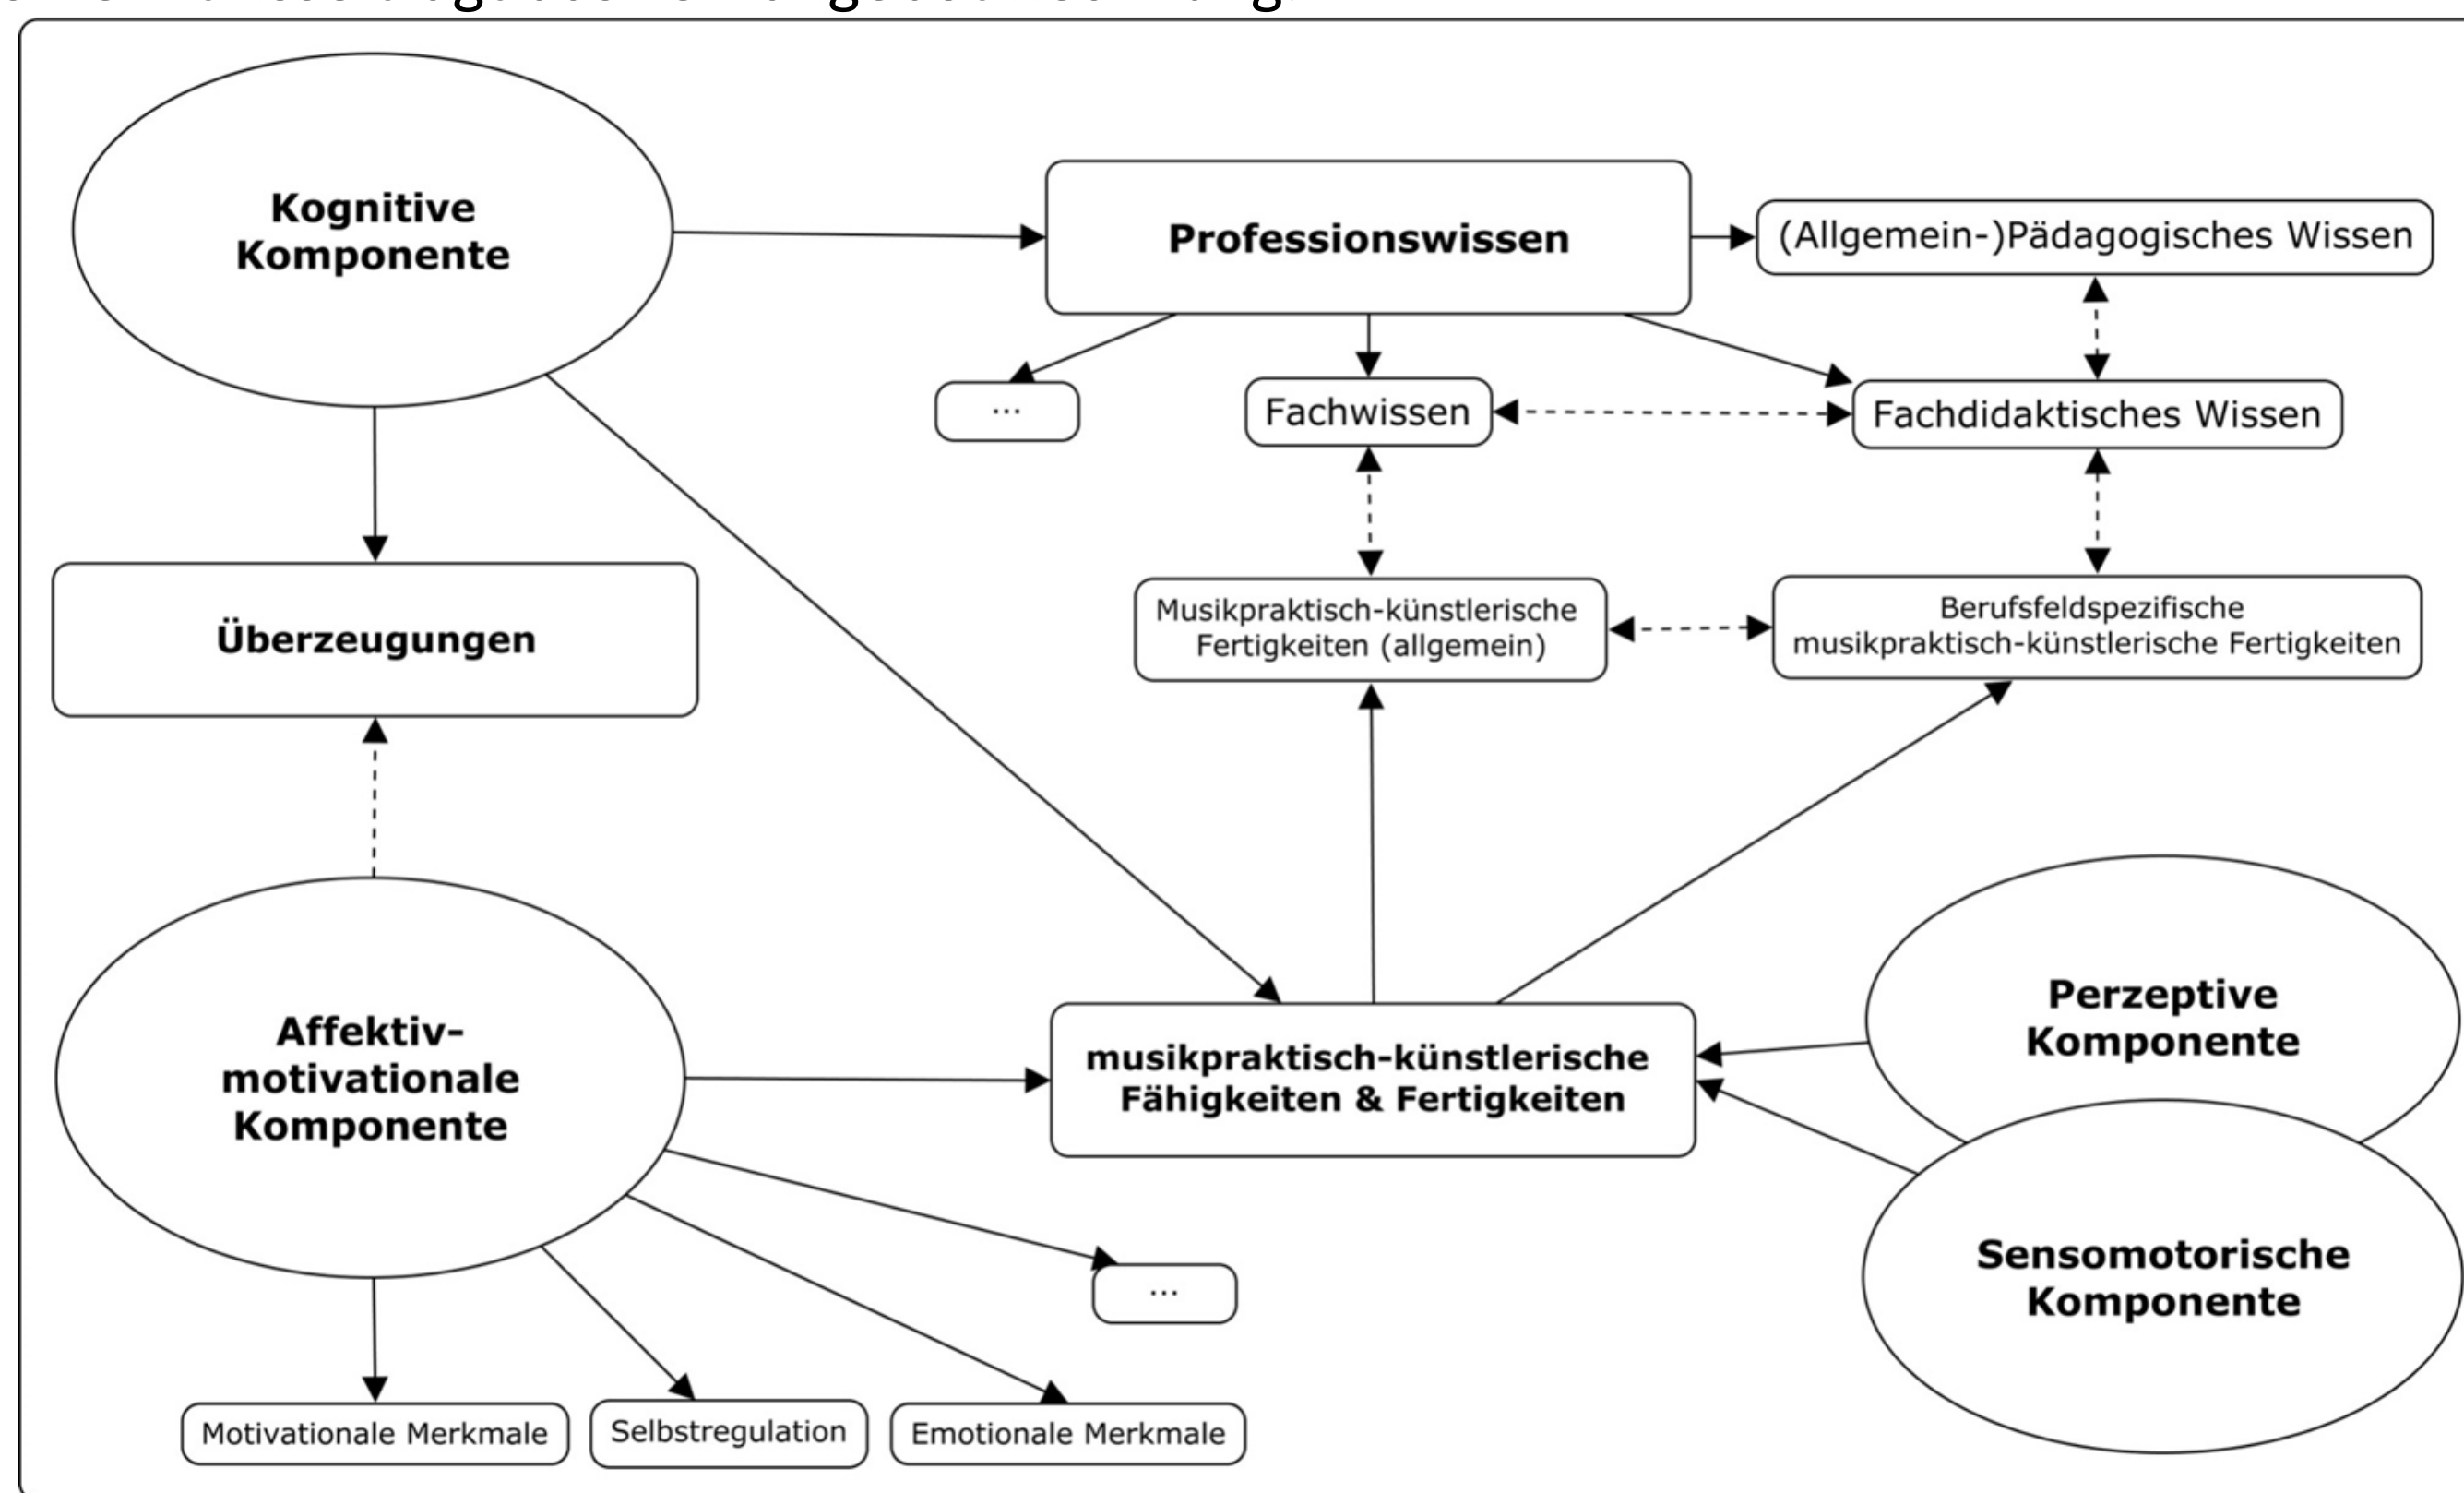 Kognitive
Komponente
Professionswissen
(Allgemein-)Pädagogisches Wissen
...
Fachwissen
Fachdidaktisches Wissen
Überzeugungen
Musikpraktisch-künstlerische
Fertigkeiten (allgemein)
Berufsfeldspezifische
musikpraktisch-künstlerische Fertigkeiten
Affektiv-
motivationale
Komponente
musikpraktisch-künstlerische
Fähigkeiten & Fertigkeiten
Perzeptive
Komponente
Sensomotorische
Komponente
...
Motivationale Merkmale
Selbstregulation
Emotionale Merkmale